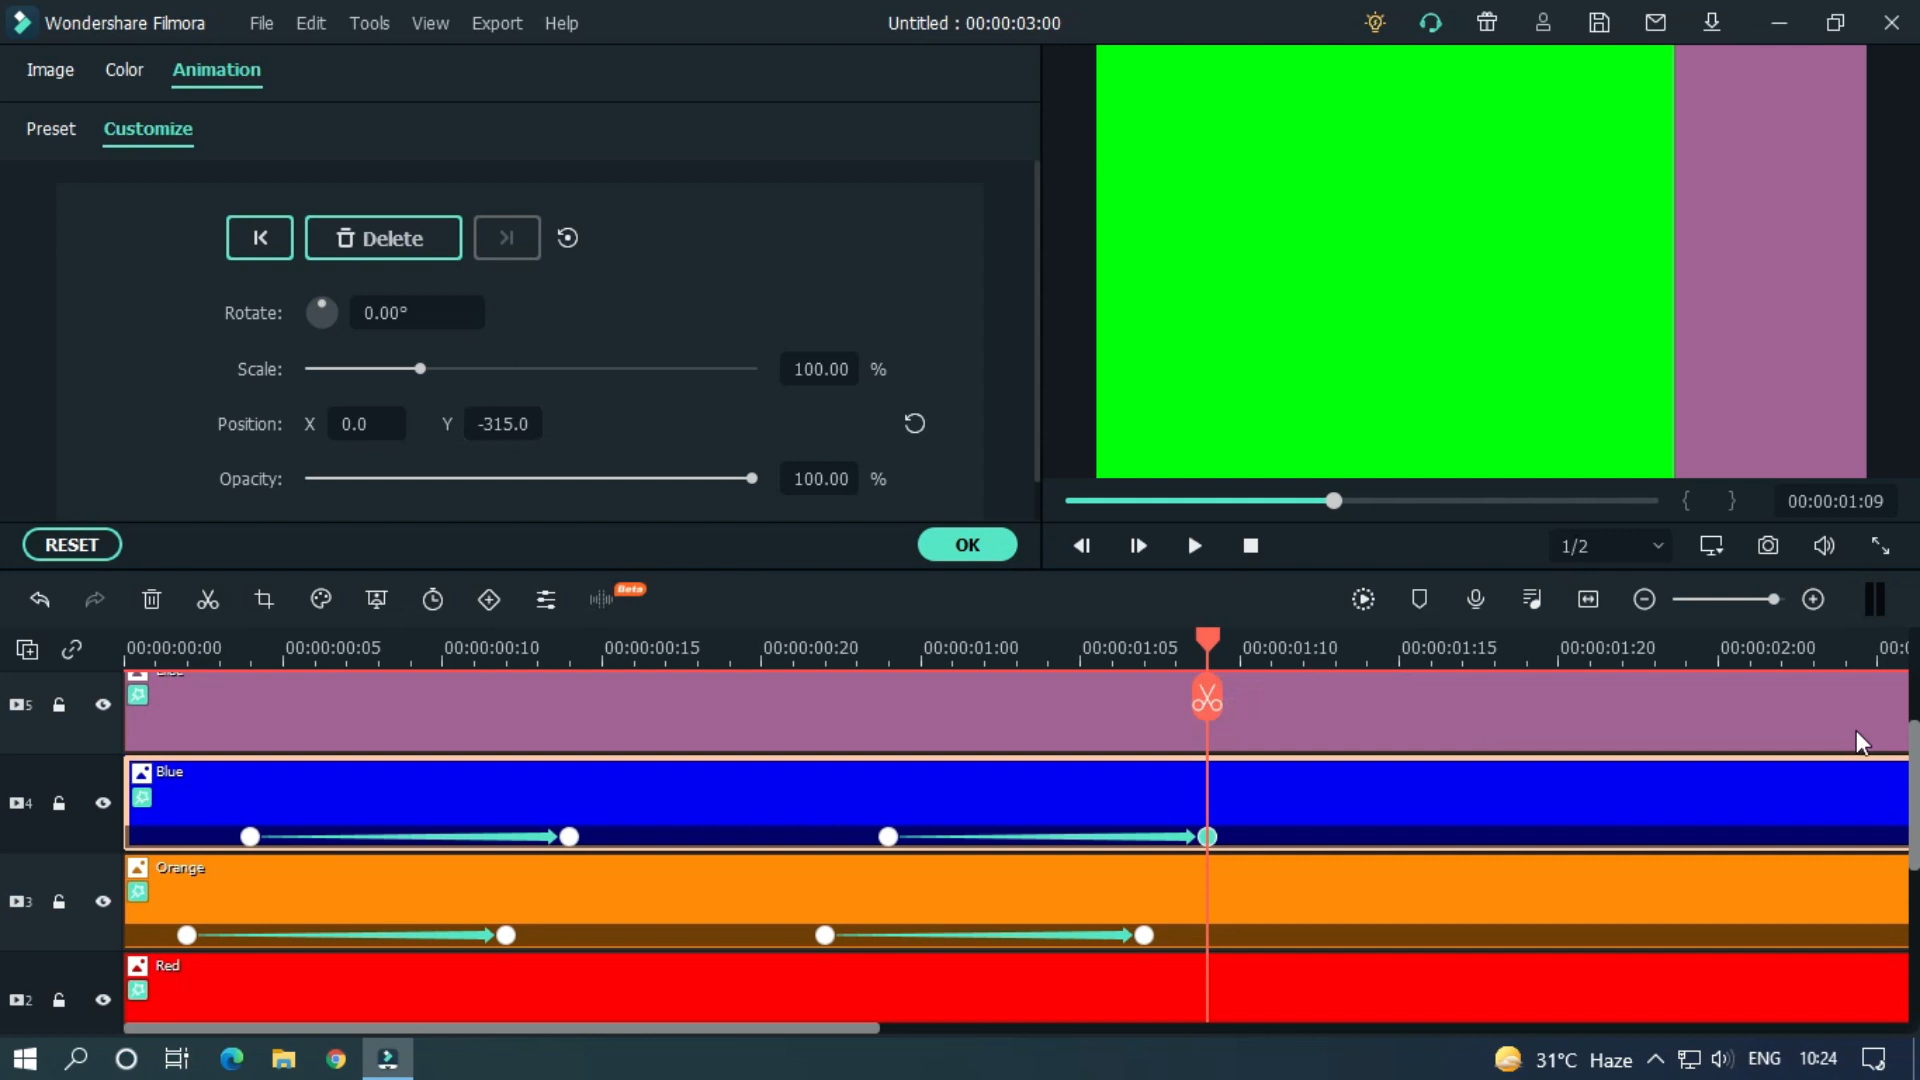 Wondershare Filmora File Edit Tools View Export Help Untitled : 00:00:03:00
Image Color Animation
Preset Customize
Delete
Rotate: 0.00°
Scale: 100.00 %
Position: X 0.0 Y -315.0
Opacity: 100.00 %
00:00:01:09
RESET OK
1/2
Beta
00:00:00:00 00:00:00:05 00:00:00:10 00:00:00:15 00:00:00:20 00:00:01:00 00:00:01:05 00:00:01:10 00:00:01:15 00:00:01:20 00:00:02:00
5
Blue
4
Orange
3
Red
2
31°C Haze ENG 10:24